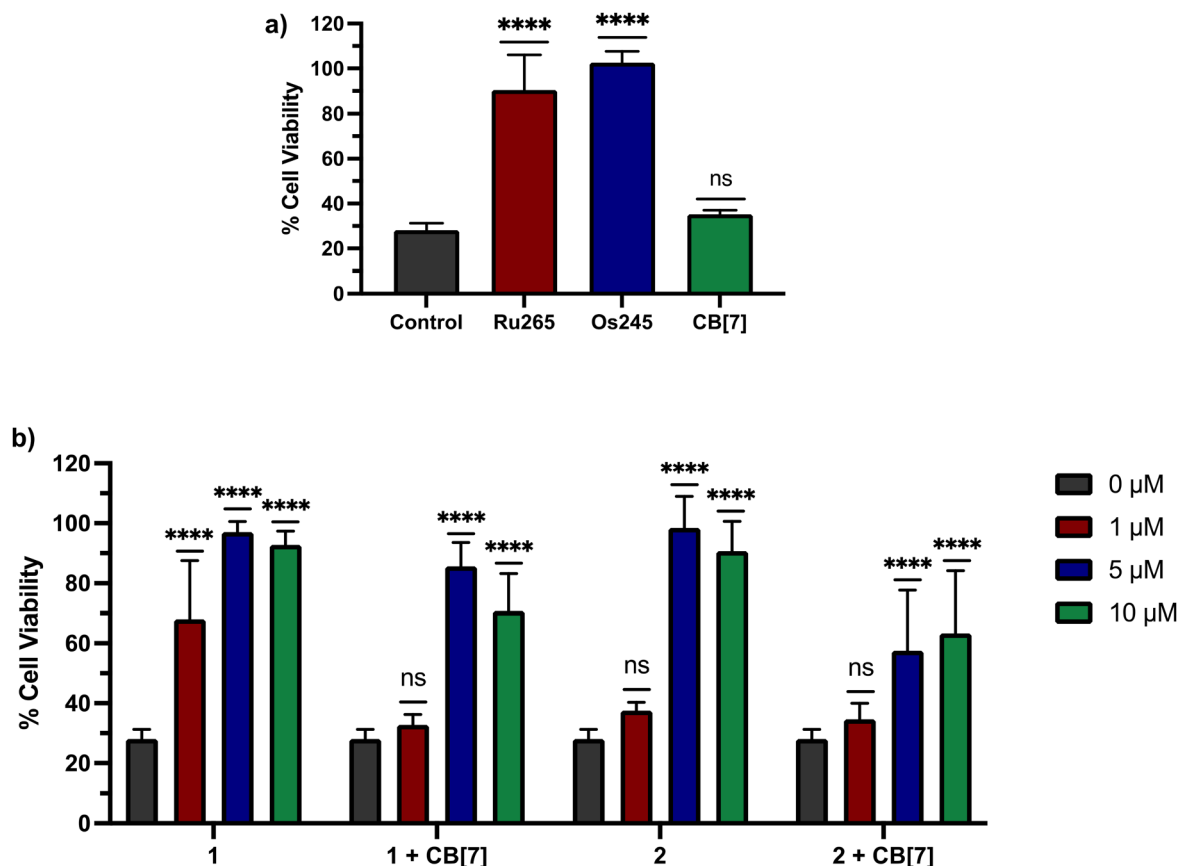 a)
% Cell Viability
120
100
80
60
40
20
0
****
****
ns
Control Ru265 Os245 CB[7]
b)
% Cell Viability
120
100
80
60
40
20
0
**** **** ****
ns **** ****
ns **** ****
ns **** ****
1 1 + CB[7] 2 2 + CB[7]
0 µM
1 µM
5 µM
10 µM